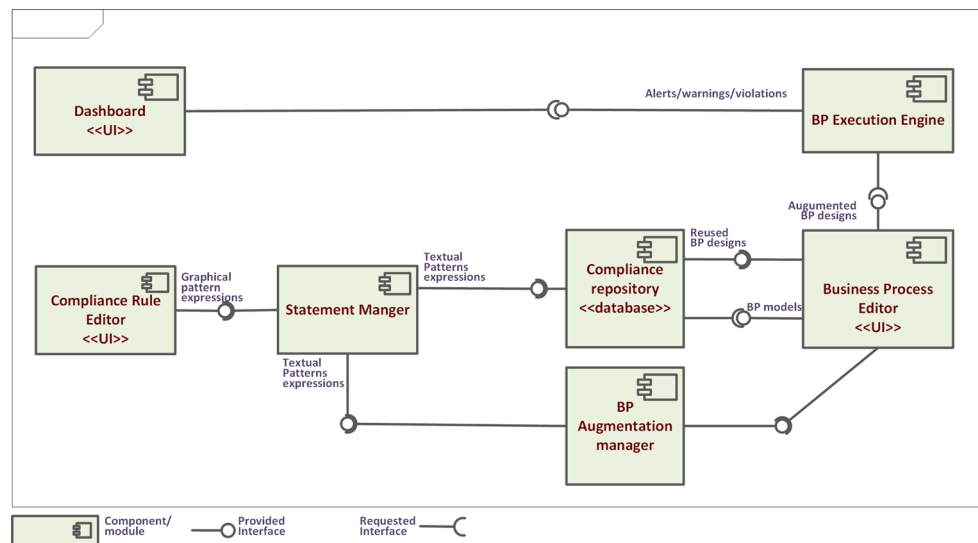 Dashboard
<<UI>>
Alerts/warnings/violations
BP Execution Engine
Augumented
BP designs
Compliance Rule
Editor
<<UI>>
Graphical
pattern
expressions
Statement Manger
Textual
Patterns
expressions
Textual
Patterns
expressions
Compliance
repository
<<database>>
Reused
BP designs
BP models
Business Process
Editor
<<UI>>
BP
Augmentation
manager
Component/
module
Provided
Interface
Requested
Interface